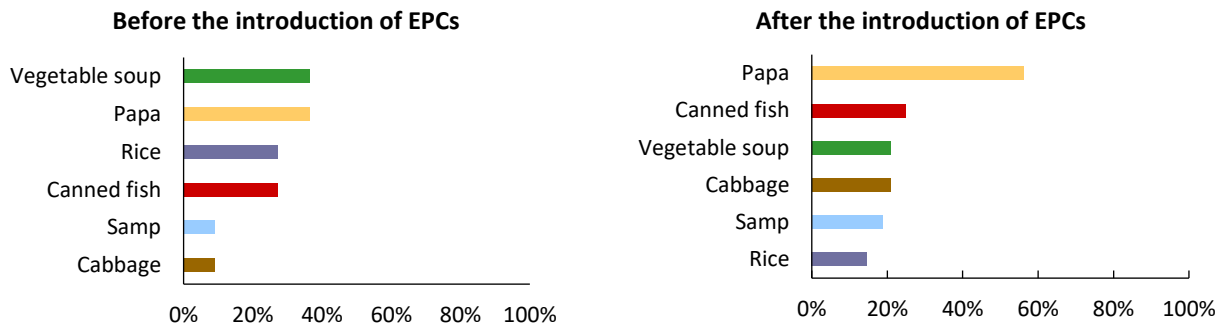 Before the introduction of EPCs
Vegetable soup
Papa
Rice
Canned fish
Samp
Cabbage
0% 20% 40% 60% 80% 100%
After the introduction of EPCs
Papa
Canned fish
Vegetable soup
Cabbage
Samp
Rice
0% 20% 40% 60% 80% 100%